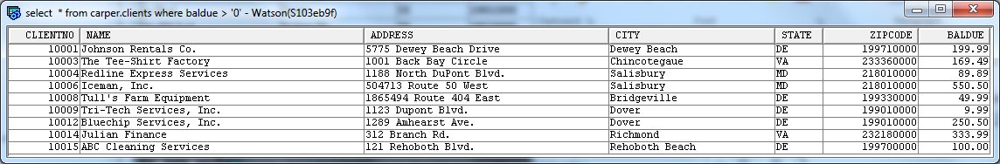 select * from carper.clients where baldue > '0' - Watson(S103eb9f)
CLIENTNO NAME ADDRESS CITY STATE ZIPCODE BALDUE
10001 Johnson Rentals Co. 5775 Dewey Beach Drive Dewey Beach DE 199710000 199.99
10003 The Tee-Shirt Factory 1001 Back Bay Circle Chincotegaue VA 233360000 169.49
10004 Redline Express Services 1188 North DuPont Blvd. Salisbury MD 218010000 89.89
10006 Iceman, Inc. 504713 Route 50 West Salisbury MD 218010000 550.50
10008 Tull's Farm Equipment 1865494 Route 404 East Bridgeville DE 199330000 49.99
10009 Tri-Tech Services, Inc. 1123 Dupont Blvd. Dover DE 199010000 9.99
10012 Bluechip Services, Inc. 1289 Amhearst Ave. Dover DE 199010000 250.50
10014 Julian Finance 312 Branch Rd. Richmond VA 232180000 333.99
10015 ABC Cleaning Services 121 Rehoboth Blvd. Rehoboth Beach DE 199700000 100.00